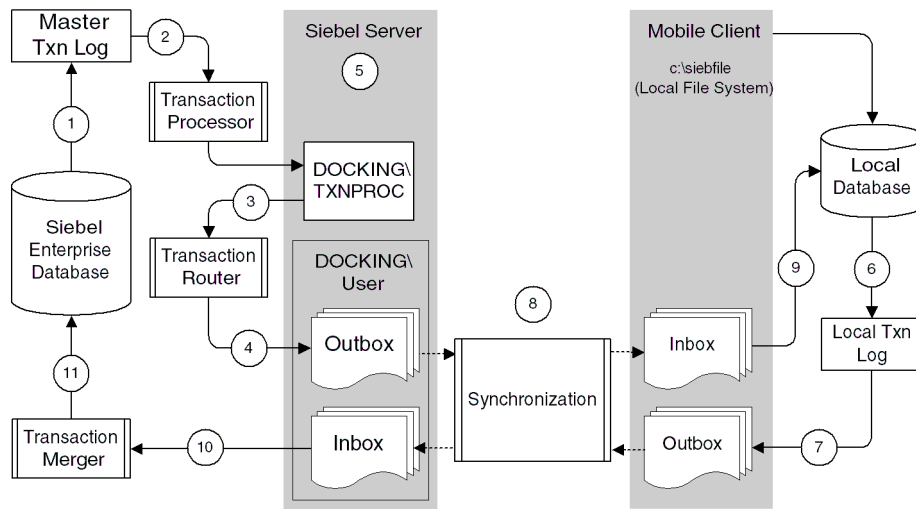 Master
Txn Log
2
Siebel Server
5
Mobile Client
c:\siebfile
(Local File System)
1
Transaction
Processor
DOCKING\
TXNPROC
Local
Database
3
Siebel
Enterprise
Database
Transaction
Router
DOCKING\
User
8
9
6
4
Outbox
Inbox
Local Txn
Log
11
Synchronization
Transaction
Merger
10
Inbox
Outbox
7